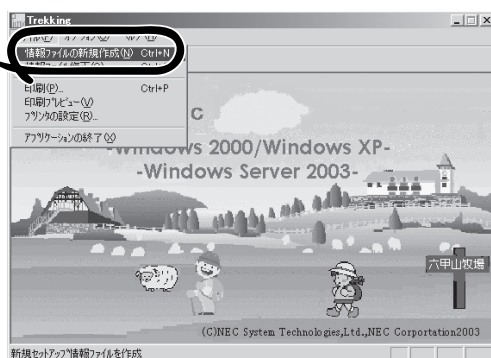 Trekking
情報ファイルの新規作成(N) Ctrl+N
印刷(P)... Ctrl+P
印刷プレビュー(V)
プリンタの設定(R)...
アプリケーションの終了(X)
C
-Windows 2000/Windows XP-
-Windows Server 2003-
六甲山牧場
(C)NEC System Technologies,Ltd.,NEC Corportation2003
新規セットアップ情報ファイルを作成